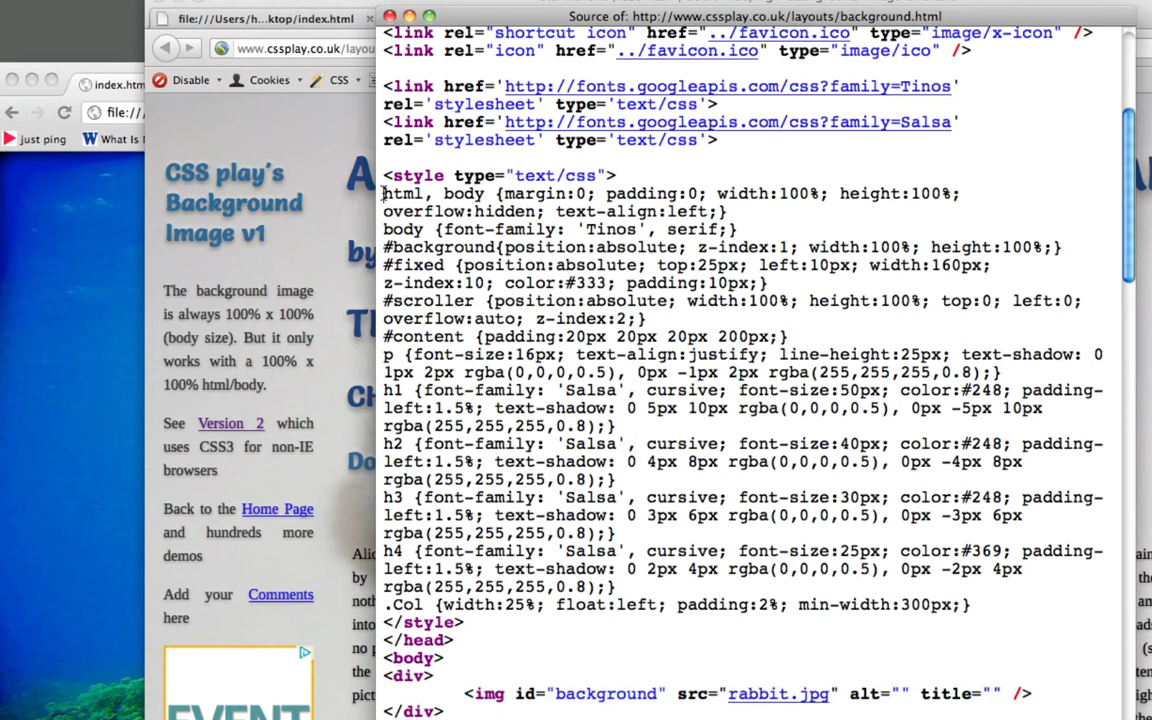 file:///Users/h...ktop/index.html
Source of: http://www.cssplay.co.uk/layouts/background.html
www.cssplay.co.uk/layou
Disable
Cookies
CSS
index.htm
file:///
just ping
What Is
CSS play's
Background
Image v1
The background image
is always 100% x 100%
(body size). But it only
works with a 100% x
100% html/body.
See Version 2 which
uses CSS3 for non-IE
browsers
Back to the Home Page
and hundreds more
demos
Add your Comments
here
EVENT
by
Do
Alic
by
noth
into
no p
the
pict
<link rel="shortcut icon" href="../favicon.ico" type="image/x-icon" />
<link rel="icon" href="../favicon.ico" type="image/ico" />
<link href='http://fonts.googleapis.com/css?family=Tinos'
rel='stylesheet' type='text/css'>
<link href='http://fonts.googleapis.com/css?family=Salsa'
rel='stylesheet' type='text/css'>
<style type="text/css">
html, body {margin:0; padding:0; width:100%; height:100%;
overflow:hidden; text-align:left;}
body {font-family: 'Tinos', serif;}
#background{position:absolute; z-index:1; width:100%; height:100%;}
#fixed {position:absolute; top:25px; left:10px; width:160px;
z-index:10; color:#333; padding:10px;}
#scroller {position:absolute; width:100%; height:100%; top:0; left:0;
overflow:auto; z-index:2;}
#content {padding:20px 20px 20px 200px;}
p {font-size:16px; text-align:justify; line-height:25px; text-shadow: 0
1px 2px rgba(0,0,0,0.5), 0px -1px 2px rgba(255,255,255,0.8);}
h1 {font-family: 'Salsa', cursive; font-size:50px; color:#248; padding-
left:1.5%; text-shadow: 0 5px 10px rgba(0,0,0,0.5), 0px -5px 10px
rgba(255,255,255,0.8);}
h2 {font-family: 'Salsa', cursive; font-size:40px; color:#248; padding-
left:1.5%; text-shadow: 0 4px 8px rgba(0,0,0,0.5), 0px -4px 8px
rgba(255,255,255,0.8);}
h3 {font-family: 'Salsa', cursive; font-size:30px; color:#248; padding-
left:1.5%; text-shadow: 0 3px 6px rgba(0,0,0,0.5), 0px -3px 6px
rgba(255,255,255,0.8);}
h4 {font-family: 'Salsa', cursive; font-size:25px; color:#369; padding-
left:1.5%; text-shadow: 0 2px 4px rgba(0,0,0,0.5), 0px -2px 4px
rgba(255,255,255,0.8);}
.Col {width:25%; float:left; padding:2%; min-width:300px;}
</style>
</head>
<body>
<div>
<img id="background" src="rabbit.jpg" alt="" title="" />
</div>